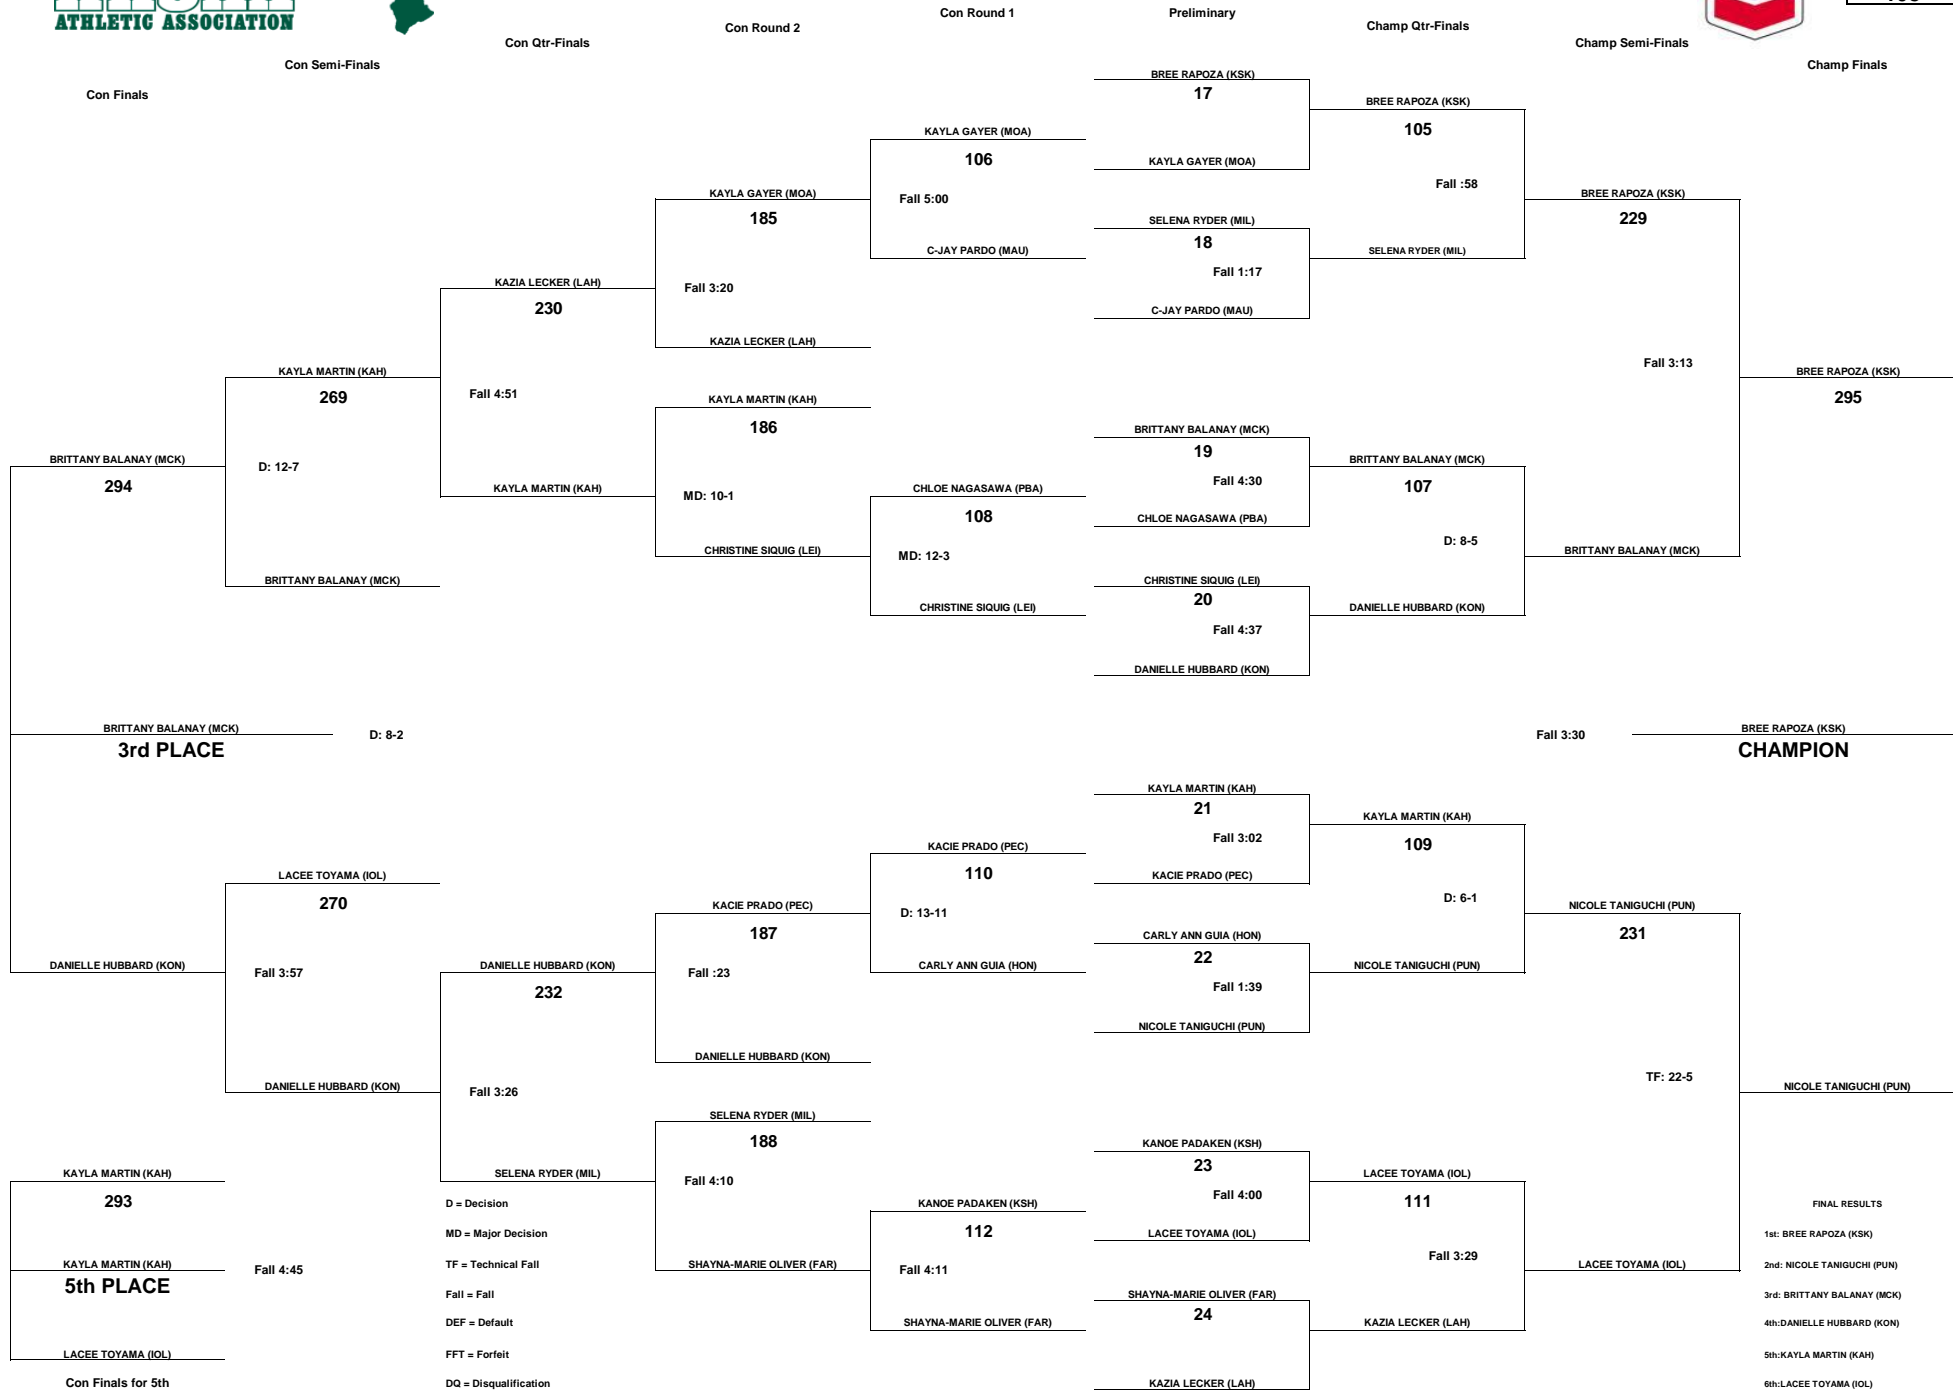 ATHLETIC ASSOCIATION
Con Finals
Con Semi-Finals
Con Qtr-Finals
Con Round 2
Con Round 1
Preliminary
Champ Qtr-Finals
Champ Semi-Finals
Champ Finals
BREE RAPOZA (KSK)
17
KAYLA GAYER (MOA)
SELENA RYDER (MIL)
18
Fall 1:17
C-JAY PARDO (MAU)
BRITTANY BALANAY (MCK)
19
Fall 4:30
CHLOE NAGASAWA (PBA)
CHRISTINE SIQUIG (LEI)
20
Fall 4:37
DANIELLE HUBBARD (KON)
KAYLA MARTIN (KAH)
21
Fall 3:02
KACIE PRADO (PEC)
CARLY ANN GUIA (HON)
22
Fall 1:39
NICOLE TANIGUCHI (PUN)
KANOE PADAKEN (KSH)
23
Fall 4:00
LACEE TOYAMA (IOL)
SHAYNA-MARIE OLIVER (FAR)
24
KAZIA LECKER (LAH)
BREE RAPOZA (KSK)
105
Fall :58
SELENA RYDER (MIL)
BRITTANY BALANAY (MCK)
107
D: 8-5
DANIELLE HUBBARD (KON)
KAYLA MARTIN (KAH)
109
D: 6-1
NICOLE TANIGUCHI (PUN)
LACEE TOYAMA (IOL)
111
Fall 3:29
KAZIA LECKER (LAH)
BREE RAPOZA (KSK)
229
Fall 3:13
BRITTANY BALANAY (MCK)
NICOLE TANIGUCHI (PUN)
231
TF: 22-5
LACEE TOYAMA (IOL)
BREE RAPOZA (KSK)
295
Fall 3:30
BREE RAPOZA (KSK)
CHAMPION
NICOLE TANIGUCHI (PUN)
KAYLA GAYER (MOA)
106
Fall 5:00
C-JAY PARDO (MAU)
CHLOE NAGASAWA (PBA)
108
MD: 12-3
CHRISTINE SIQUIG (LEI)
KACIE PRADO (PEC)
110
D: 13-11
CARLY ANN GUIA (HON)
KANOE PADAKEN (KSH)
112
Fall 4:11
SHAYNA-MARIE OLIVER (FAR)
KAYLA GAYER (MOA)
185
Fall 3:20
KAZIA LECKER (LAH)
KAYLA MARTIN (KAH)
186
MD: 10-1
CHRISTINE SIQUIG (LEI)
KACIE PRADO (PEC)
187
Fall :23
DANIELLE HUBBARD (KON)
SELENA RYDER (MIL)
188
Fall 4:10
SHAYNA-MARIE OLIVER (FAR)
KAZIA LECKER (LAH)
230
Fall 4:51
KAYLA MARTIN (KAH)
DANIELLE HUBBARD (KON)
232
Fall 3:26
SELENA RYDER (MIL)
KAYLA MARTIN (KAH)
269
D: 12-7
BRITTANY BALANAY (MCK)
LACEE TOYAMA (IOL)
270
Fall 3:57
DANIELLE HUBBARD (KON)
BRITTANY BALANAY (MCK)
294
BRITTANY BALANAY (MCK)
D: 8-2
3rd PLACE
DANIELLE HUBBARD (KON)
KAYLA MARTIN (KAH)
293
KAYLA MARTIN (KAH)
Fall 4:45
5th PLACE
LACEE TOYAMA (IOL)
Con Finals for 5th
D = Decision
MD = Major Decision
TF = Technical Fall
Fall = Fall
DEF = Default
FFT = Forfeit
DQ = Disqualification
FINAL RESULTS
1st: BREE RAPOZA (KSK)
2nd: NICOLE TANIGUCHI (PUN)
3rd: BRITTANY BALANAY (MCK)
4th:DANIELLE HUBBARD (KON)
5th:KAYLA MARTIN (KAH)
6th:LACEE TOYAMA (IOL)